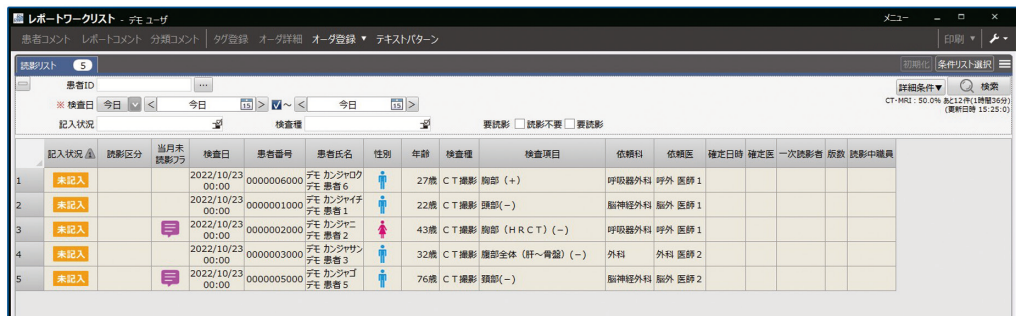 レポートワークリスト - デモ ユーザ メニュー
患者コメント レポートコメント 分類コメント タグ登録 オーダ詳細 オーダ登録 ▼ テキストパターン 印刷 ▼
読影リスト 5 初期化 条件リスト選択
患者ID ... 詳細条件▼ 検索
※ 検査日 今日 < 今日 15 > ～ < 今日 15 > CT・MRI : 50.0% あと12件(1時間36分)
(更新日時 15:25:0)
記入状況 検査種 要読影 読影不要 要読影
記入状況 読影区分 当月未読影フラ 検査日 患者番号 患者氏名 性別 年齢 検査種 検査項目 依頼科 依頼医 確定日時 確定医 一次読影者 版数 読影中職員
1 未記入 2022/10/23 00:00 0000006000 デモ カンジャロク デモ 患者 6 27歳 CT撮影 胸部 (+) 呼吸器外科 呼外 医師 1
2 未記入 2022/10/23 00:00 0000001000 デモ カンジャイチ デモ 患者 1 22歳 CT撮影 頭部(-) 脳神経外科 脳外 医師 1
3 未記入 2022/10/23 00:00 0000002000 デモ カンジャニ デモ 患者 2 43歳 CT撮影 胸部 (HRCT) (-) 呼吸器外科 呼外 医師 1
4 未記入 2022/10/23 00:00 0000003000 デモ カンジャサン デモ 患者 3 32歳 CT撮影 腹部全体 (肝～骨盤) (-) 外科 外科 医師 2
5 未記入 2022/10/23 00:00 0000005000 デモ カンジャゴ デモ 患者 5 76歳 CT撮影 頚部(-) 脳神経外科 脳外 医師 2